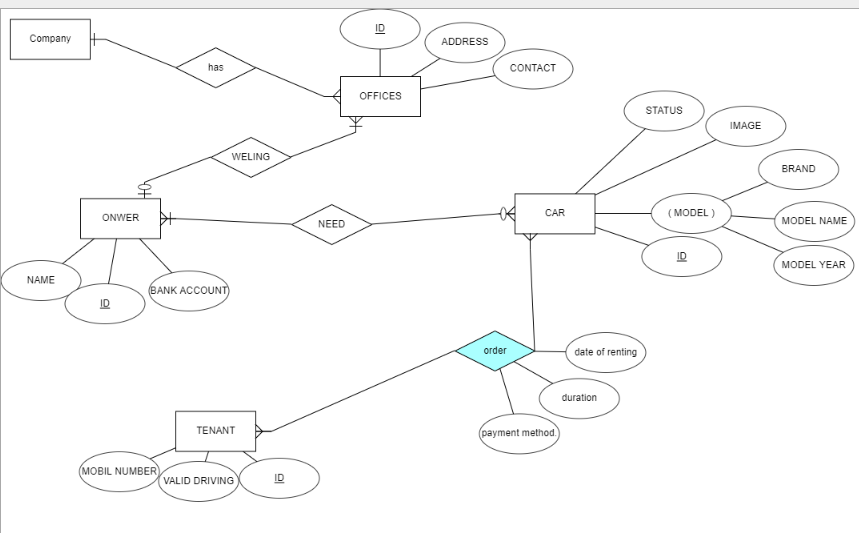 Company
has
ID
ADDRESS
CONTACT
OFFICES
WELING
ONWER
NAME
ID
BANK ACCOUNT
NEED
CAR
STATUS
IMAGE
( MODEL )
BRAND
MODEL NAME
MODEL YEAR
ID
order
date of renting
duration
payment method.
TENANT
MOBIL NUMBER
VALID DRIVING
ID